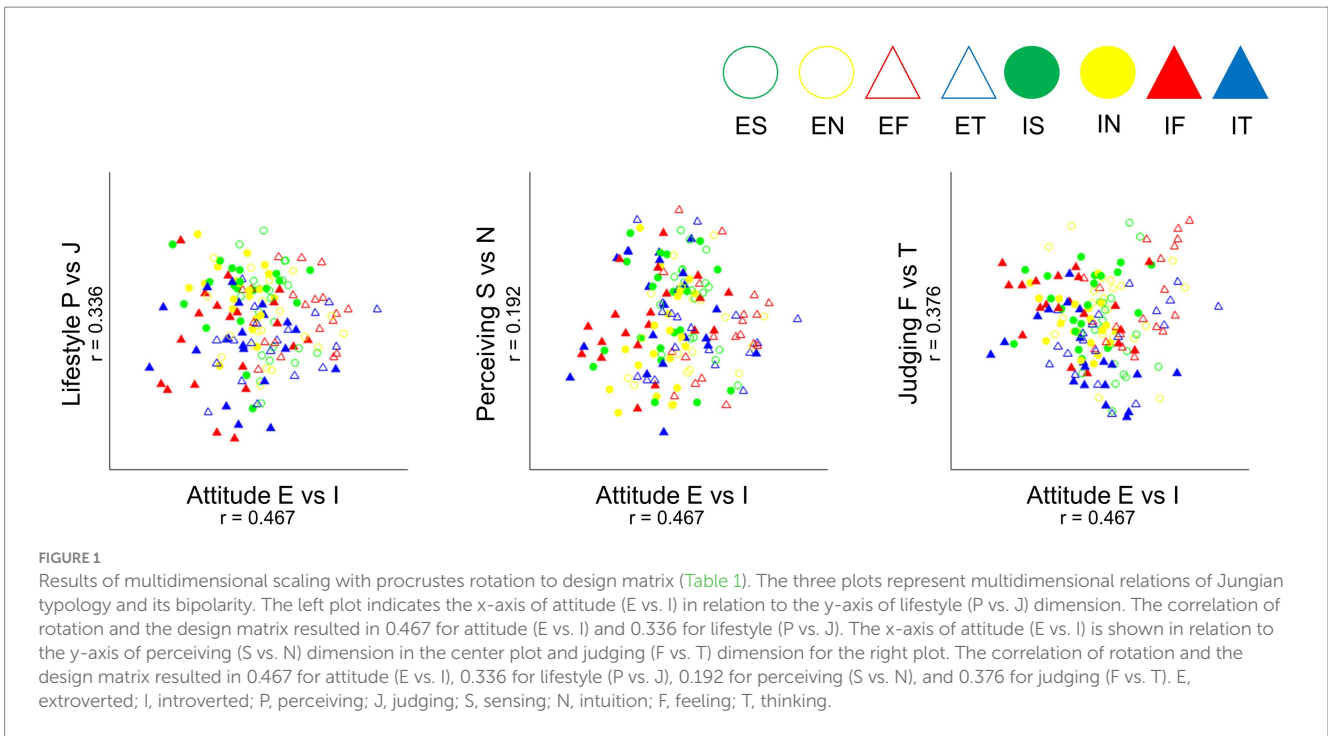 ES EN EF ET IS IN IF IT
Lifestyle P vs J
r = 0.336
Attitude E vs I
r = 0.467
Perceiving S vs N
r = 0.192
Attitude E vs I
r = 0.467
Judging F vs T
r = 0.376
Attitude E vs I
r = 0.467
FIGURE 1
Results of multidimensional scaling with procrustes rotation to design matrix (Table 1). The three plots represent multidimensional relations of Jungian
typology and its bipolarity. The left plot indicates the x-axis of attitude (E vs. I) in relation to the y-axis of lifestyle (P vs. J) dimension. The correlation of
rotation and the design matrix resulted in 0.467 for attitude (E vs. I) and 0.336 for lifestyle (P vs. J). The x-axis of attitude (E vs. I) is shown in relation to
the y-axis of perceiving (S vs. N) dimension in the center plot and judging (F vs. T) dimension for the right plot. The correlation of rotation and the
design matrix resulted in 0.467 for attitude (E vs. I), 0.336 for lifestyle (P vs. J), 0.192 for perceiving (S vs. N), and 0.376 for judging (F vs. T). E,
extroverted; I, introverted; P, perceiving; J, judging; S, sensing; N, intuition; F, feeling; T, thinking.